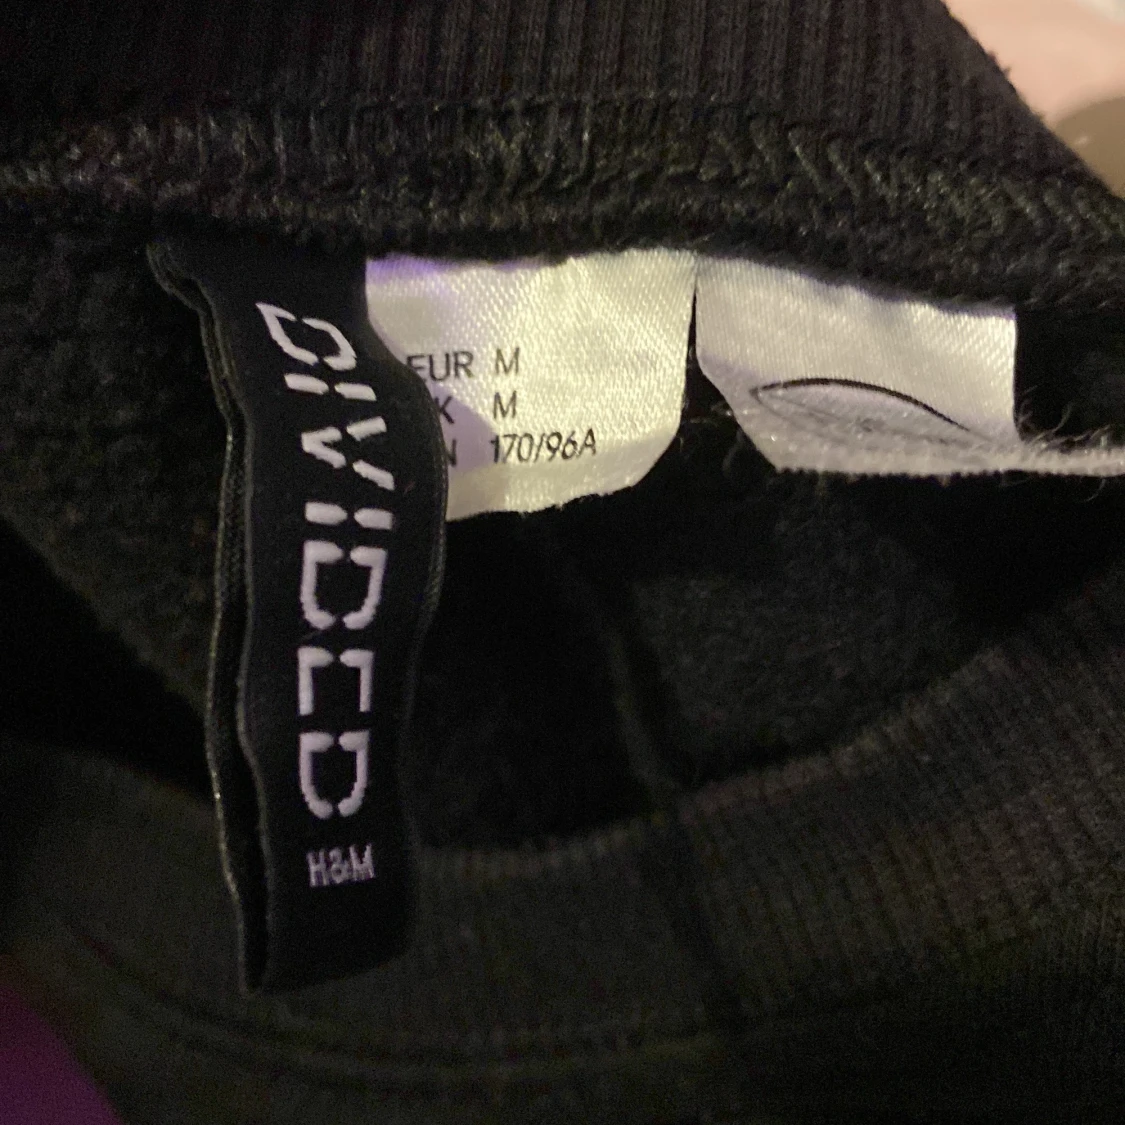 DIVIDED
H&M
EUR M
K M
N 170/96A